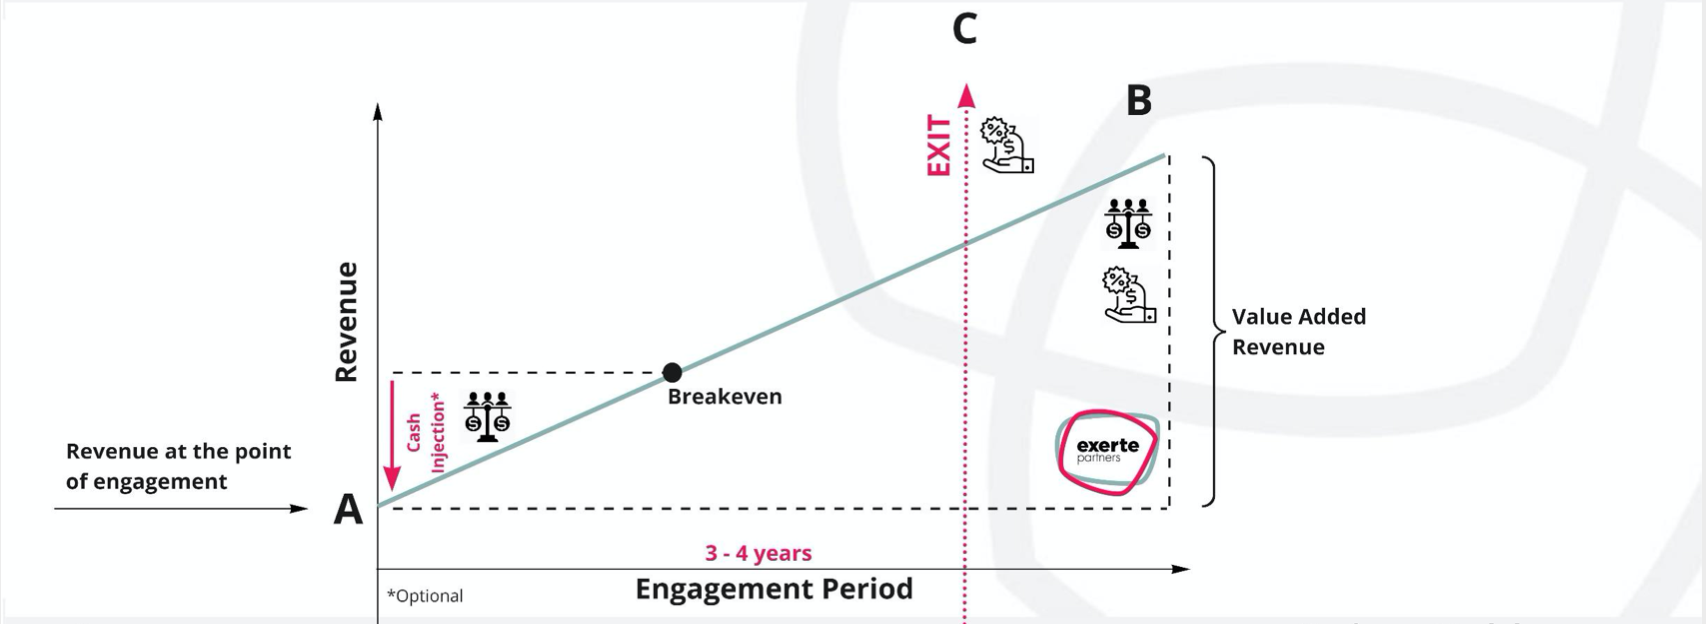 C
B
EXIT
Revenue
Value Added
Revenue
Breakeven
Cash
Injection*
Revenue at the point
of engagement
A
exerte
partners
3 - 4 years
Engagement Period
*Optional